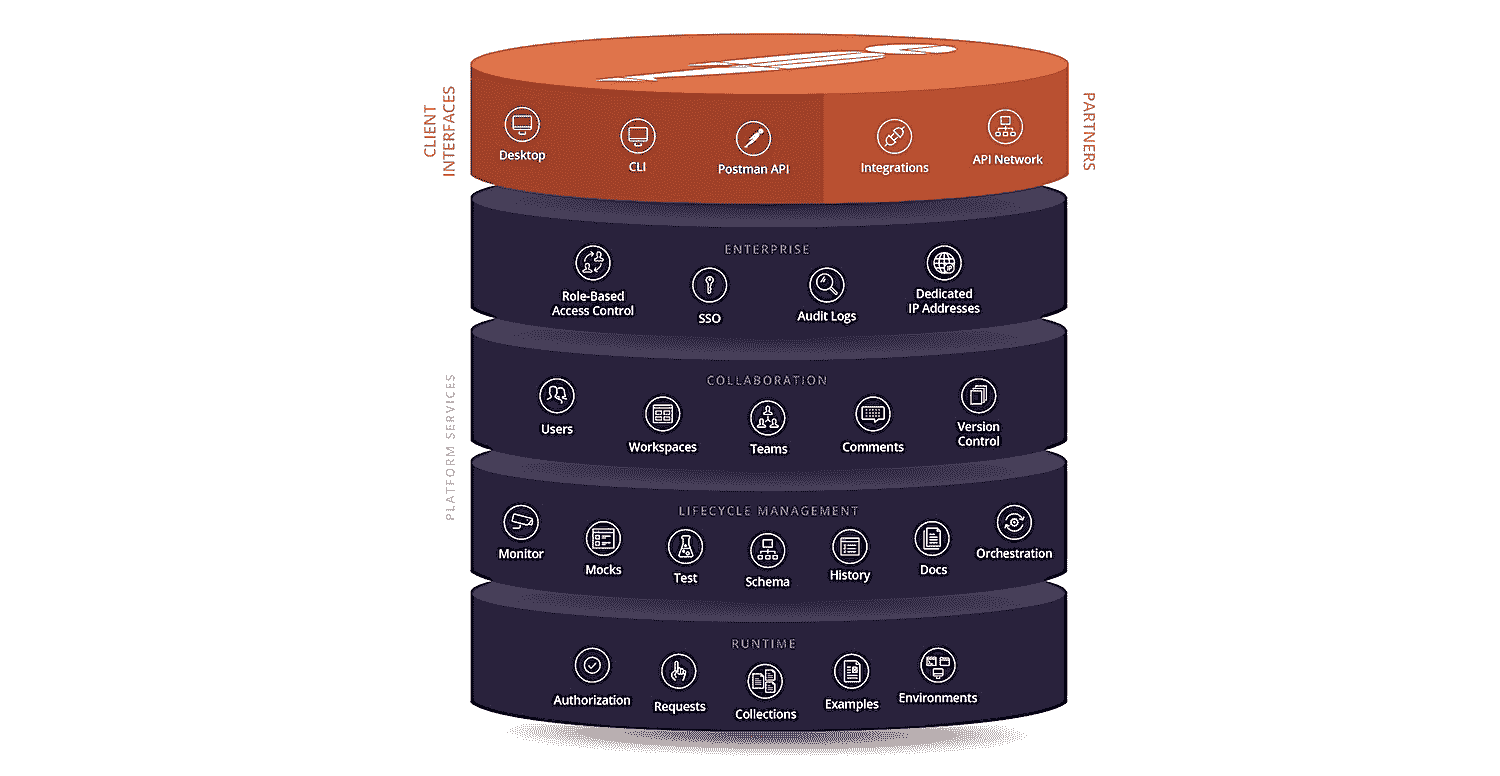 CLIENT
INTERFACES
PARTNERS
Desktop
CLI
Postman API
Integrations
API Network
ENTERPRISE
Role-Based
Access Control
SSO
Audit Logs
Dedicated
IP Addresses
PLATFORM SERVICES
COLLABORATION
Users
Workspaces
Teams
Comments
Version
Control
LIFECYCLE MANAGEMENT
Monitor
Mocks
Test
Schema
History
Docs
Orchestration
RUNTIME
Authorization
Requests
Collections
Examples
Environments